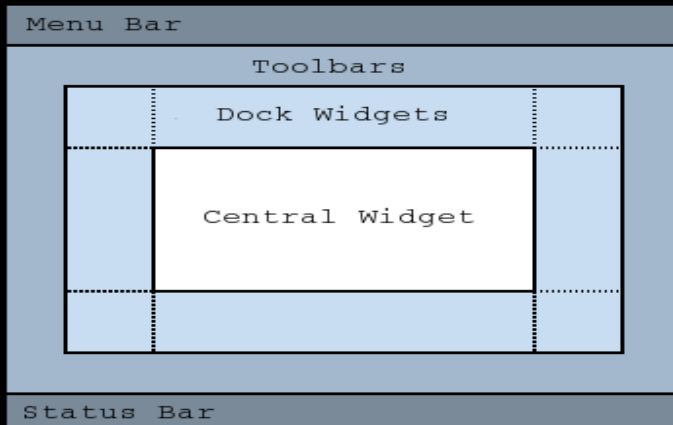 Menu Bar
Toolbars
Dock Widgets
Central Widget
Status Bar